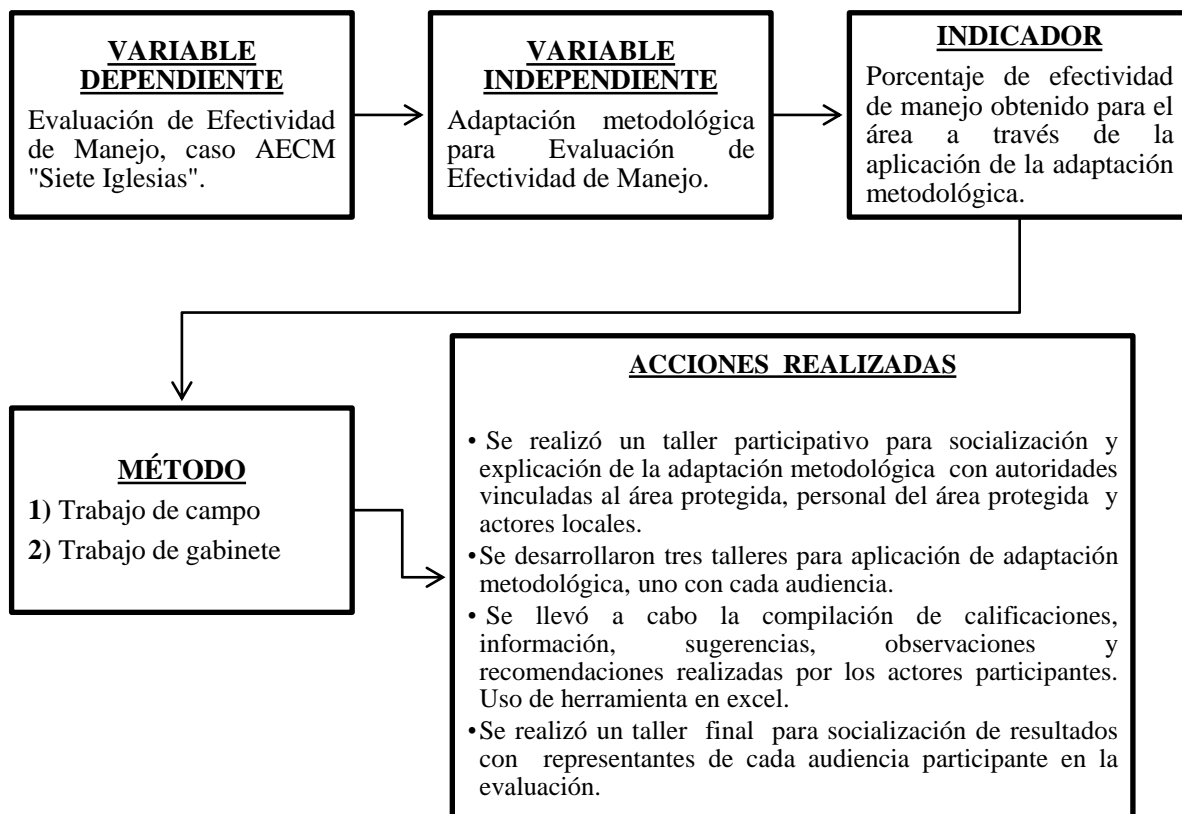 VARIABLE
DEPENDIENTE
Evaluación de Efectividad
de Manejo, caso AECM
"Siete Iglesias".
VARIABLE
INDEPENDIENTE
Adaptación metodológica
para Evaluación de
Efectividad de Manejo.
INDICADOR
Porcentaje de efectividad
de manejo obtenido para el
área a través de la
aplicación de la adaptación
metodológica.
MÉTODO
1) Trabajo de campo
2) Trabajo de gabinete
ACCIONES REALIZADAS
• Se realizó un taller participativo para socialización y
explicación de la adaptación metodológica con autoridades
vinculadas al área protegida, personal del área protegida y
actores locales.
•Se desarrollaron tres talleres para aplicación de adaptación
metodológica, uno con cada audiencia.
• Se llevó a cabo la compilación de calificaciones,
información, sugerencias, observaciones y
recomendaciones realizadas por los actores participantes.
Uso de herramienta en excel.
•Se realizó un taller final para socialización de resultados
con representantes de cada audiencia participante en la
evaluación.